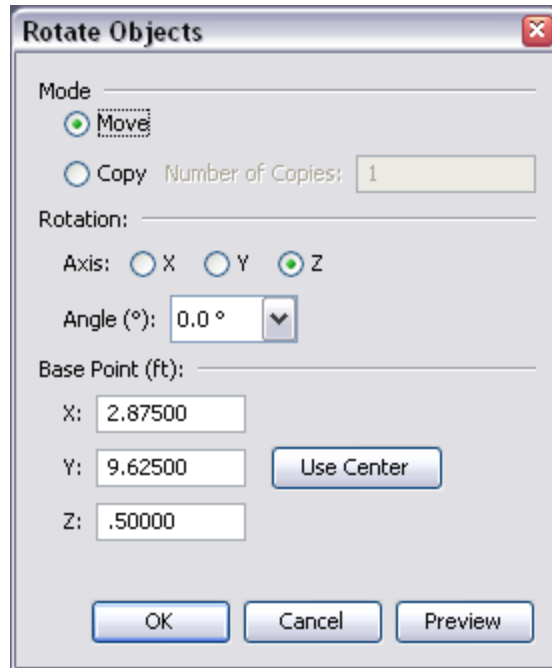 Rotate Objects
Mode
Move
Copy Number of Copies: 1
Rotation:
Axis: X Y Z
Angle (°): 0.0 °
Base Point (ft):
X: 2.87500
Y: 9.62500 Use Center
Z: .50000
OK Cancel Preview